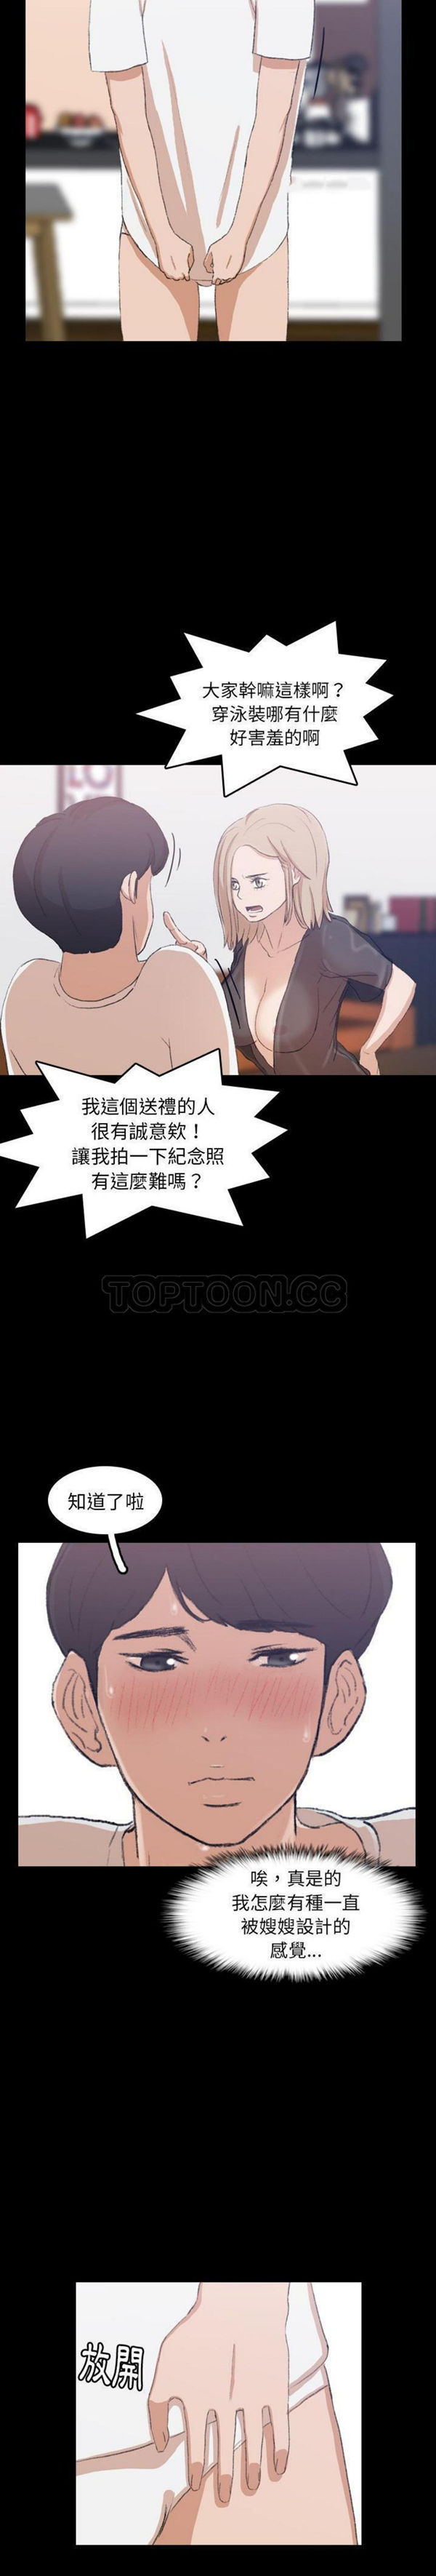 大家幹嘛這樣啊？
穿泳裝哪有什麼
好害羞的啊
我這個送禮的人
很有誠意欸！
讓我拍一下紀念照
有這麼難嗎？
TOPTOON.CC
知道了啦
唉，真是的
我怎麼有種一直
被嫂嫂設計的
感覺...
放開